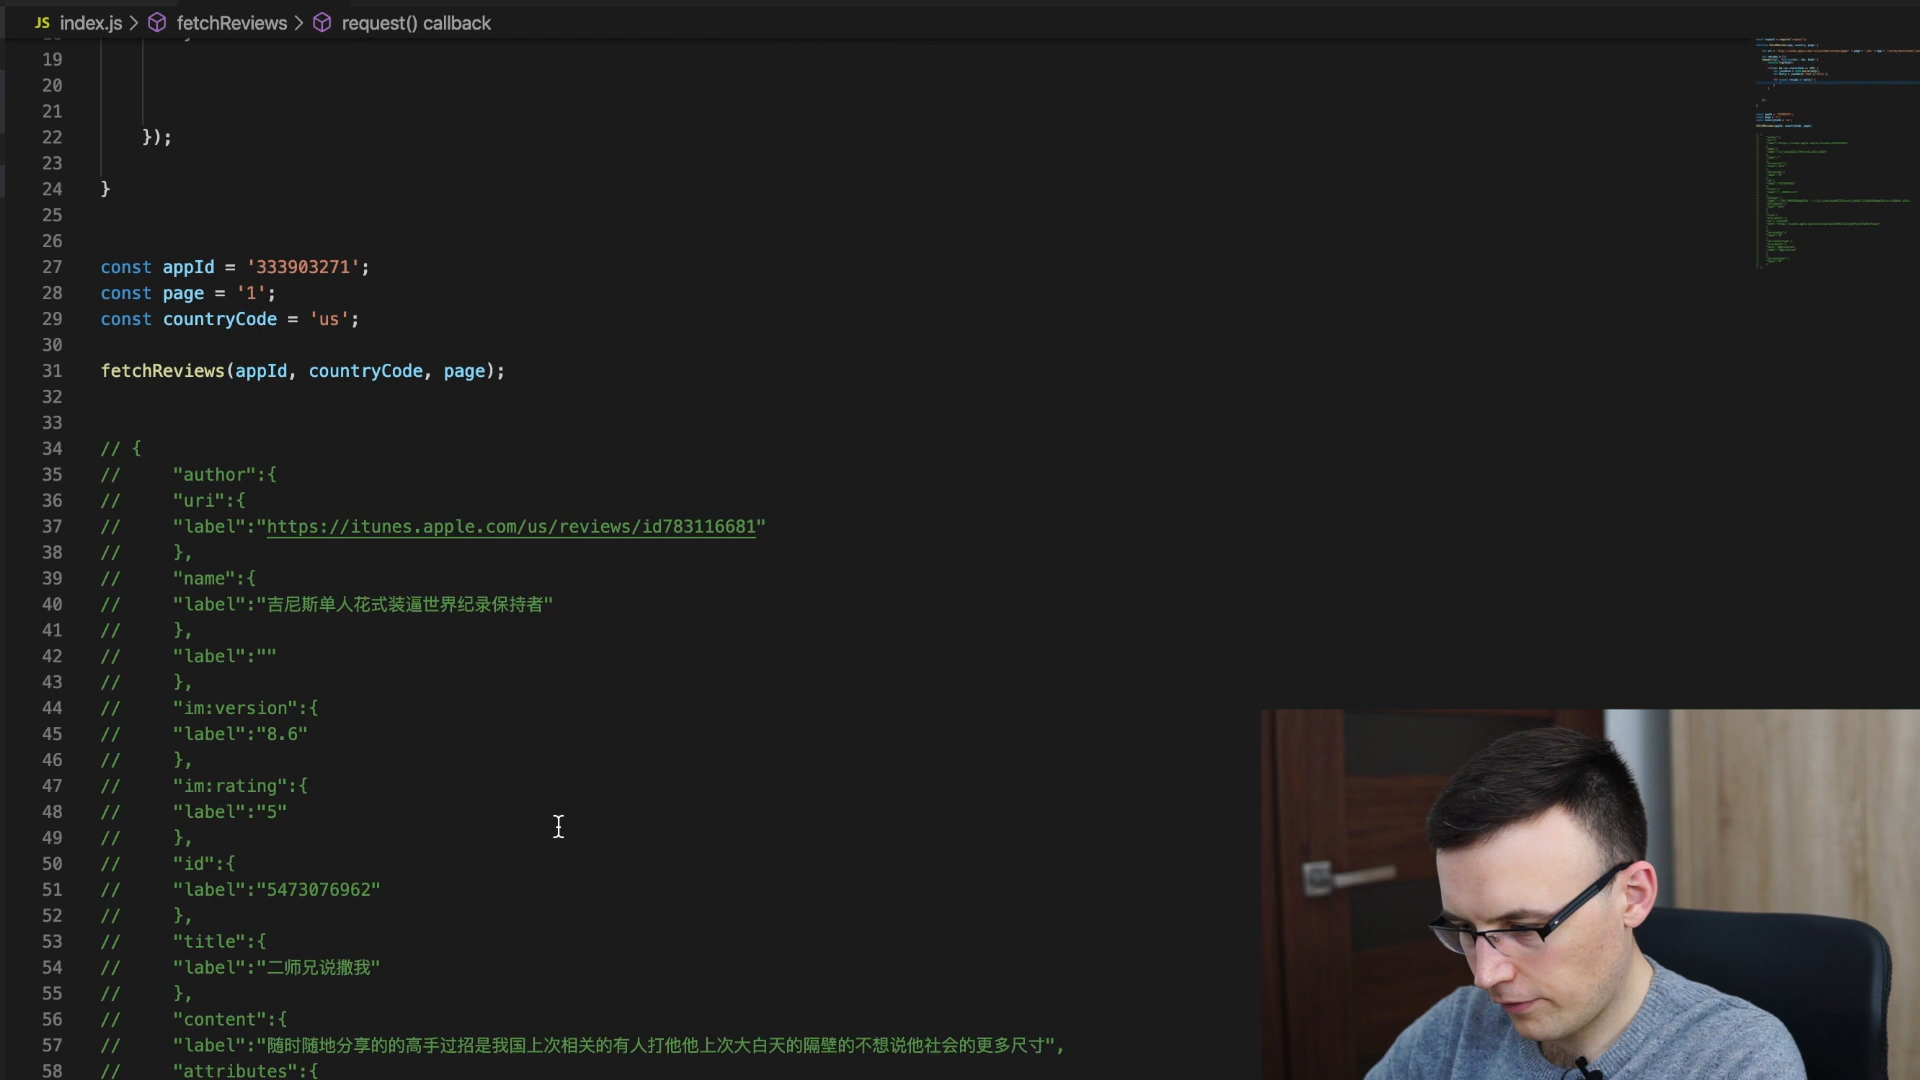 JS index.js > fetchReviews > request() callback
19
20
21
22 });
23
24 }
25
26
27 const appId = '333903271';
28 const page = '1';
29 const countryCode = 'us';
30
31 fetchReviews(appId, countryCode, page);
32
33
34 // {
35 // "author":{
36 // "uri":{
37 // "label":"https://itunes.apple.com/us/reviews/id783116681"
38 // },
39 // "name":{
40 // "label":"吉尼斯单人花式装逼世界纪录保持者"
41 // },
42 // "label":""
43 // },
44 // "im:version":{
45 // "label":"8.6"
46 // },
47 // "im:rating":{
48 // "label":"5"
49 // },
50 // "id":{
51 // "label":"5473076962"
52 // },
53 // "title":{
54 // "label":"二师兄说撒我"
55 // },
56 // "content":{
57 // "label":"随时随地分享的的高手过招是我国上次相关的有人打他他上次大白天的隔壁的不想说他社会的更多尺寸",
58 // "attributes":{